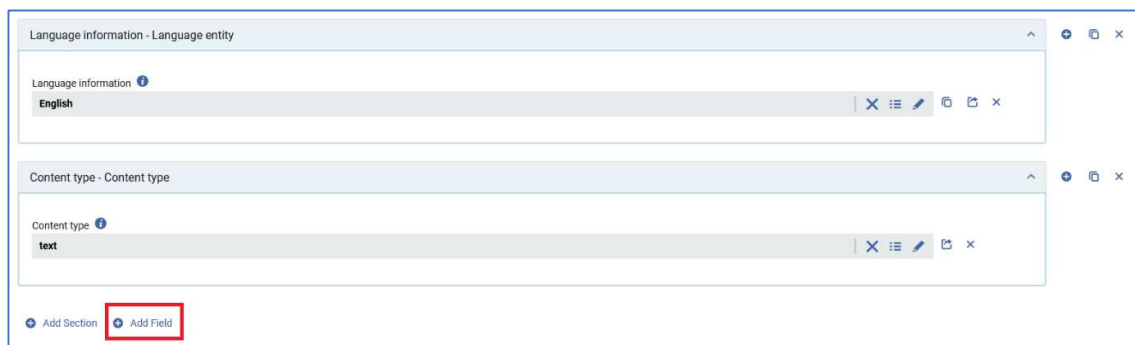 Language information - Language entity
Language information
English
Content type - Content type
Content type
text
Add Section Add Field